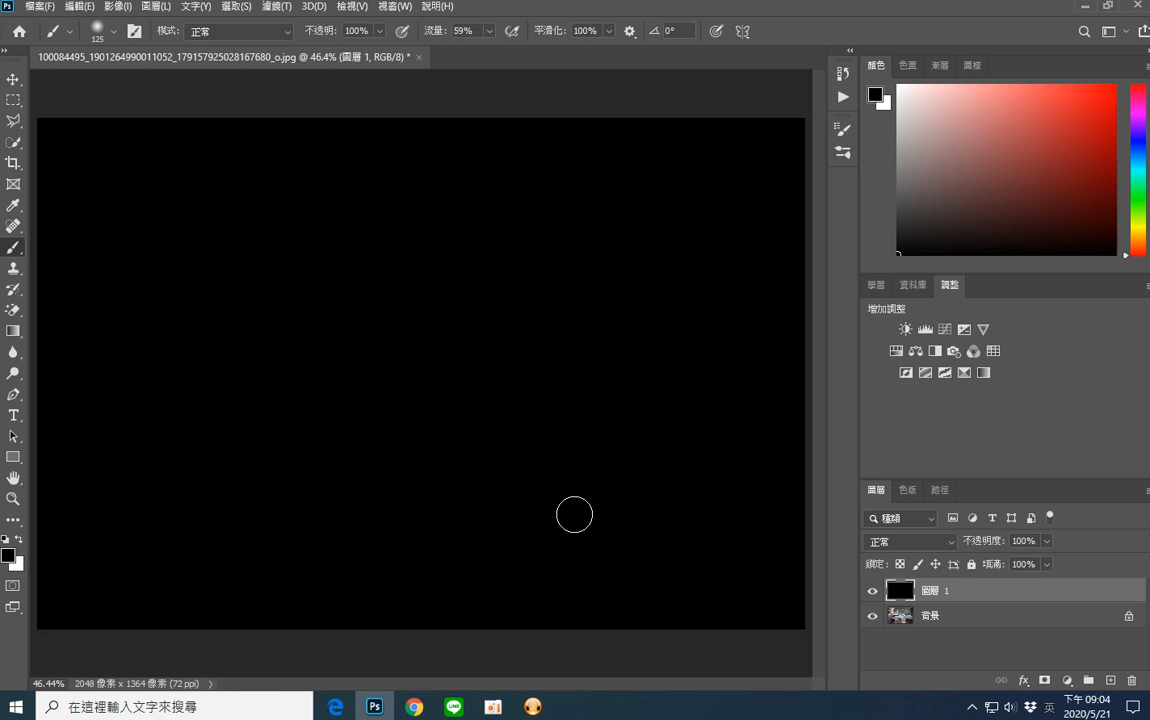 Ps 檔案(F) 編輯(E) 影像(I) 圖層(L) 文字(Y) 選取(S) 濾鏡(T) 3D(D) 檢視(V) 視窗(W) 說明(H)
125 模式: 正常 不透明: 100% 流量: 59% 平滑化: 100% 0°
100084495_1901264990011052_179157925028167680_o.jpg @ 46.4% (圖層 1, RGB/8) * ×
顏色 色票 漸層 圖樣
學習 資料庫 調整
增加調整
圖層 色版 路徑
種類
正常 不透明度: 100%
鎖定: 填滿: 100%
圖層 1
背景
46.44% 2048 像素 x 1364 像素 (72 ppi)
在這裡輸入文字來搜尋
Ps
LINE
英
下午 09:04
2020/5/21